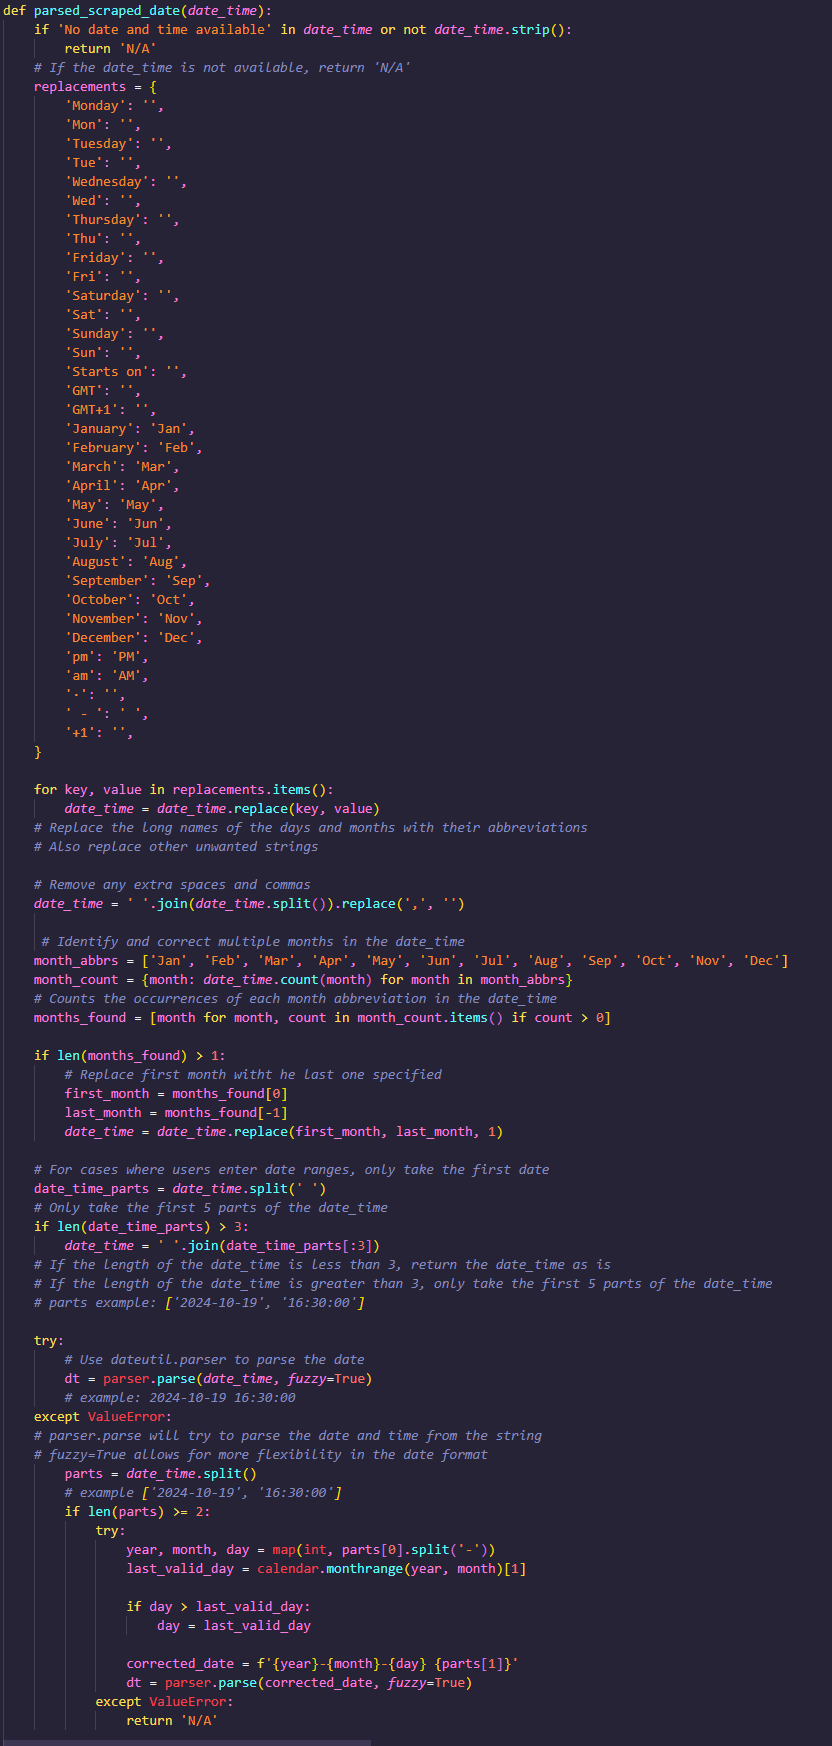 def parsed_scraped_date(date_time):
    if 'No date and time available' in date_time or not date_time.strip():
        return 'N/A'
    # If the date_time is not available, return 'N/A'
    replacements = {
        'Monday': '',
        'Mon': '',
        'Tuesday': '',
        'Tue': '',
        'Wednesday': '',
        'Wed': '',
        'Thursday': '',
        'Thu': '',
        'Friday': '',
        'Fri': '',
        'Saturday': '',
        'Sat': '',
        'Sunday': '',
        'Sun': '',
        'Starts on': '',
        'GMT': '',
        'GMT+1': '',
        'January': 'Jan',
        'February': 'Feb',
        'March': 'Mar',
        'April': 'Apr',
        'May': 'May',
        'June': 'Jun',
        'July': 'Jul',
        'August': 'Aug',
        'September': 'Sep',
        'October': 'Oct',
        'November': 'Nov',
        'December': 'Dec',
        'pm': 'PM',
        'am': 'AM',
        '·': '',
        ' - ': ' ',
        '+1': '',
    }

    for key, value in replacements.items():
        date_time = date_time.replace(key, value)
    # Replace the long names of the days and months with their abbreviations
    # Also replace other unwanted strings

    # Remove any extra spaces and commas
    date_time = ' '.join(date_time.split()).replace(',', '')

     # Identify and correct multiple months in the date_time
    month_abbrs = ['Jan', 'Feb', 'Mar', 'Apr', 'May', 'Jun', 'Jul', 'Aug', 'Sep', 'Oct', 'Nov', 'Dec']
    month_count = {month: date_time.count(month) for month in month_abbrs}
    # Counts the occurrences of each month abbreviation in the date_time
    months_found = [month for month, count in month_count.items() if count > 0]

    if len(months_found) > 1:
        # Replace first month witht he last one specified
        first_month = months_found[0]
        last_month = months_found[-1]
        date_time = date_time.replace(first_month, last_month, 1)

    # For cases where users enter date ranges, only take the first date
    date_time_parts = date_time.split(' ')
    # Only take the first 5 parts of the date_time
    if len(date_time_parts) > 3:
        date_time = ' '.join(date_time_parts[:3])
    # If the length of the date_time is less than 3, return the date_time as is
    # If the length of the date_time is greater than 3, only take the first 5 parts of the date_time
    # parts example: ['2024-10-19', '16:30:00']

    try:
        # Use dateutil.parser to parse the date
        dt = parser.parse(date_time, fuzzy=True)
        # example: 2024-10-19 16:30:00
    except ValueError:
    # parser.parse will try to parse the date and time from the string
    # fuzzy=True allows for more flexibility in the date format
        parts = date_time.split()
        # example ['2024-10-19', '16:30:00']
        if len(parts) >= 2:
            try:
                year, month, day = map(int, parts[0].split('-'))
                last_valid_day = calendar.monthrange(year, month)[1]

                if day > last_valid_day:
                    day = last_valid_day

                corrected_date = f'{year}-{month}-{day} {parts[1]}'
                dt = parser.parse(corrected_date, fuzzy=True)
            except ValueError:
                return 'N/A'